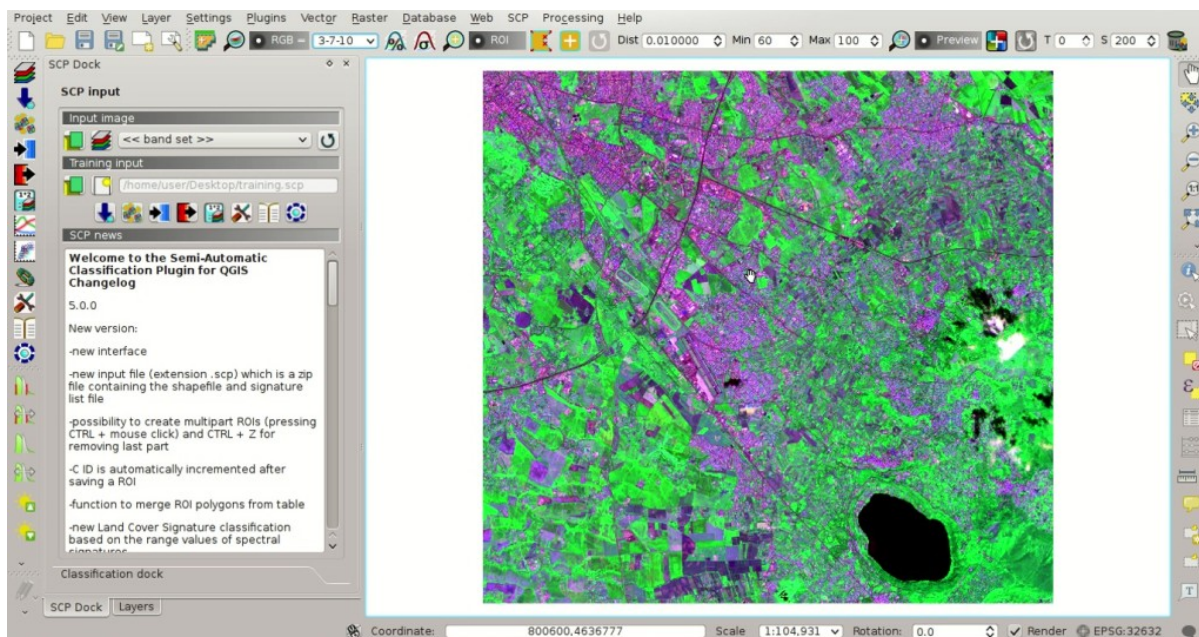 Project Edit View Layer Settings Plugins Vector Raster Database Web SCP Processing Help
RGB = 3-7-10 ROI Dist 0.010000 Min 60 Max 100 Preview T 0 S 200
SCP Dock
SCP input
Input image
<< band set >>
Training input
/home/user/Desktop/training.scp
SCP news
Welcome to the Semi-Automatic
Classification Plugin for QGIS
Changelog
5.0.0
New version:
-new interface
-new input file (extension .scp) which is a zip
file containing the shapefile and signature
list file
-possibility to create multipart ROIs (pressing
CTRL + mouse click) and CTRL + Z for
removing last part
-C ID is automatically incremented after
saving a ROI
-function to merge ROI polygons from table
-new Land Cover Signature classification
based on the range values of spectral
signatures
Classification dock
SCP Dock Layers
Coordinate: 800600,4636777 Scale 1:104,931 Rotation: 0.0 Render EPSG:32632